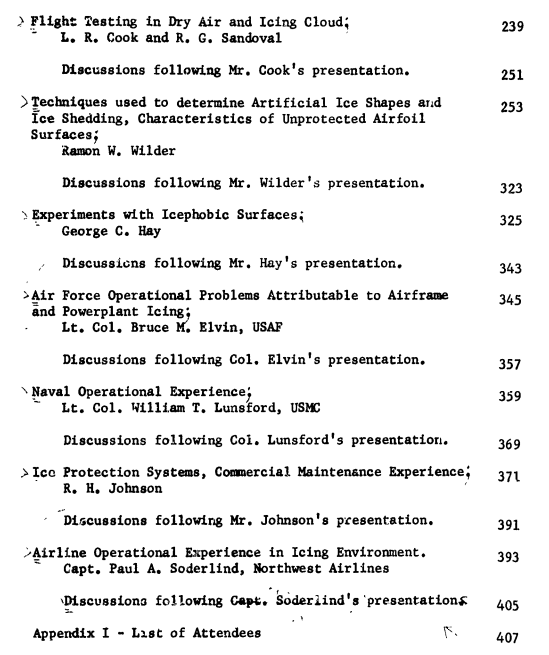 Flight Testing in Dry Air and Icing Cloud; 239
L. R. Cook and R. G. Sandoval
Discussions following Mr. Cook's presentation. 251
Techniques used to determine Artificial Ice Shapes and 253
Ice Shedding, Characteristics of Unprotected Airfoil
Surfaces;
Ramon W. Wilder
Discussions following Mr. Wilder's presentation. 323
Experiments with Icephobic Surfaces; 325
George C. Hay
Discussions following Mr. Hay's presentation. 343
Air Force Operational Problems Attributable to Airframe 345
and Powerplant Icing;
Lt. Col. Bruce M. Elvin, USAF
Discussions following Col. Elvin's presentation. 357
Naval Operational Experience; 359
Lt. Col. William T. Lunsford, USMC
Discussions following Col. Lunsford's presentation. 369
Ice Protection Systems, Commercial Maintenance Experience; 371
R. H. Johnson
Discussions following Mr. Johnson's presentation. 391
Airline Operational Experience in Icing Environment. 393
Capt. Paul A. Soderlind, Northwest Airlines
Discussions following Capt. Soderlind's presentations 405
Appendix I - List of Attendees 407